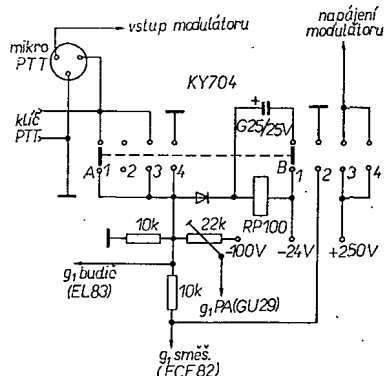 vstup modulátoru
napájení
modulátoru
mikro
PTT
KY704
klíč
PTT
+
G25/25V
A 1 2 3 4
B 1 2 3 4
RP100
10k
22k
-100V
-24V
+250V
g1 budič
(EL83)
g1 PA(GU29)
10k
g1 směš.
(ECF82)